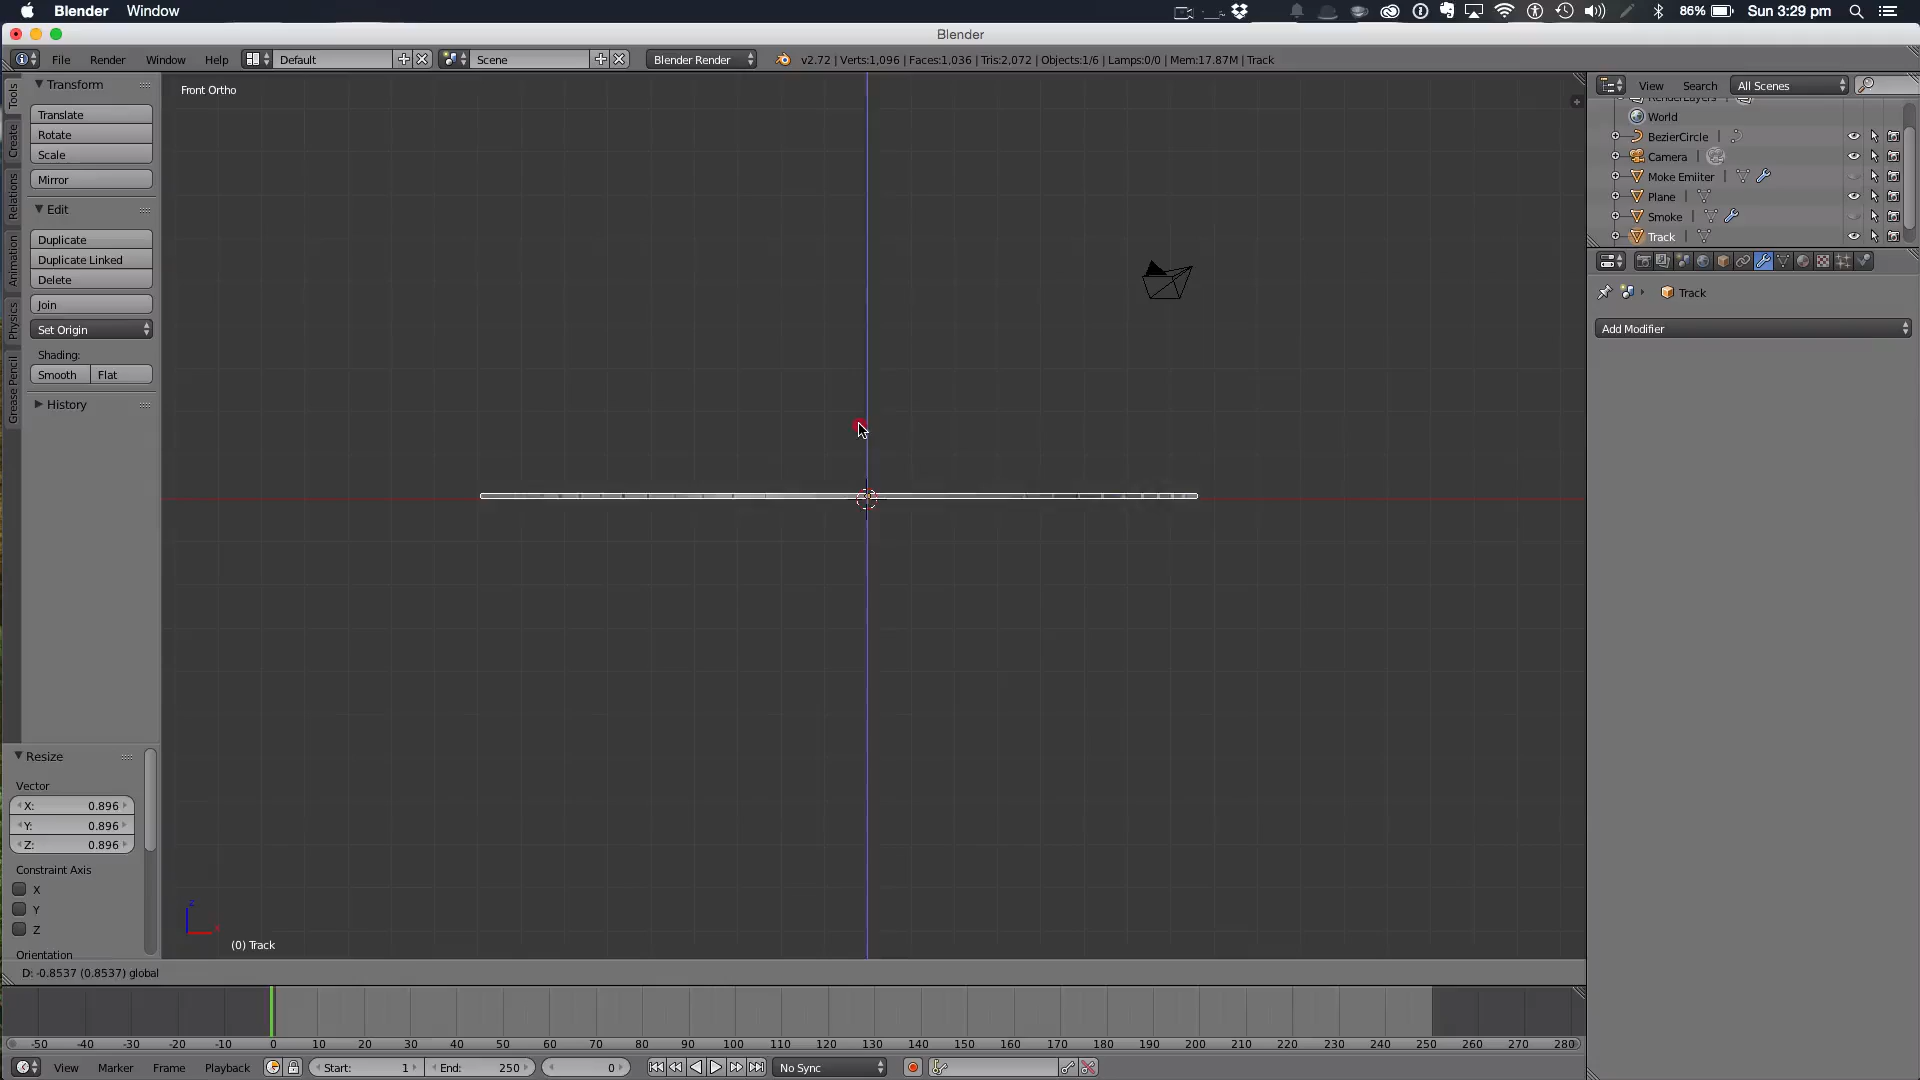 Blender Window 86% Sun 3:29 pm
Blender
File Render Window Help Default Scene Blender Render v2.72 | Verts:1,096 | Faces:1,036 | Tris:2,072 | Objects:1/6 | Lamps:0/0 | Mem:17.87M | Track
Tools
Create
Relations
Animation
Physics
Grease Pencil
Transform
Translate
Rotate
Scale
Mirror
Edit
Duplicate
Duplicate Linked
Delete
Join
Set Origin
Shading:
Smooth Flat
History
Resize
Vector
X: 0.896
Y: 0.896
Z: 0.896
Constraint Axis
X
Y
Z
Orientation
Front Ortho
z
x
(0) Track
D: -0.8537 (0.8537) global
View Search All Scenes
RenderLayers
World
BezierCircle
Camera
Moke Emiiter
Plane
Smoke
Track
Track
Add Modifier
-50 -40 -30 -20 -10 0 10 20 30 40 50 60 70 80 90 100 110 120 130 140 150 160 170 180 190 200 210 220 230 240 250 260 270 280
View Marker Frame Playback Start: 1 End: 250 0 No Sync